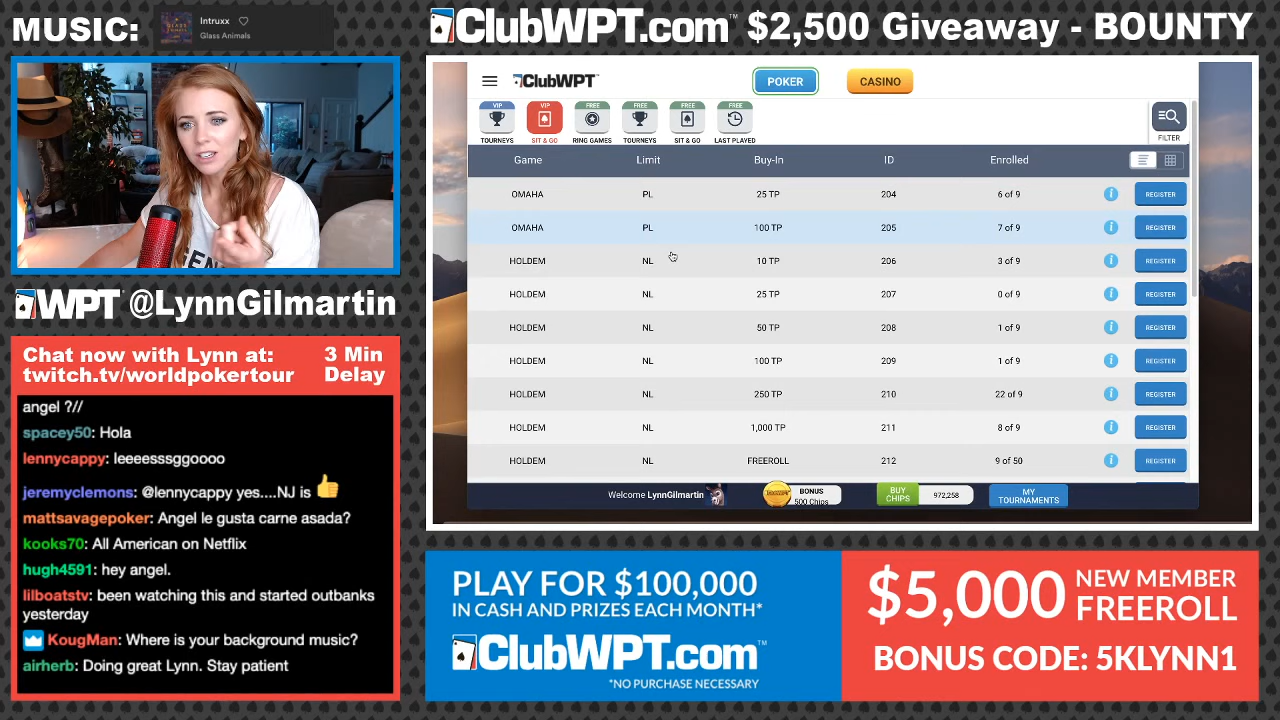 MUSIC:
Intruxx
Glass Animals
ClubWPT.com™ $2,500 Giveaway - BOUNTY
WPT @LynnGilmartin
Chat now with Lynn at:
twitch.tv/worldpokertour
3 Min
Delay
angel ?//
spacey50: Hola
lennycappy: leeeesssggoooo
jeremyclemons: @lennycappy yes....NJ is
mattsavagepoker: Angel le gusta carne asada?
kooks70: All American on Netflix
hugh4591: hey angel.
lilboatstv: been watching this and started outbanks
yesterday
KougMan: Where is your background music?
airherb: Doing great Lynn. Stay patient
ClubWPT POKER CASINO
VIP VIP FREE FREE FREE FREE
TOURNEYS SIT & GO RING GAMES TOURNEYS SIT & GO LAST PLAYED FILTER
Game Limit Buy-In ID Enrolled
OMAHA PL 25 TP 204 6 of 9 REGISTER
OMAHA PL 100 TP 205 7 of 9 REGISTER
HOLDEM NL 10 TP 206 3 of 9 REGISTER
HOLDEM NL 25 TP 207 0 of 9 REGISTER
HOLDEM NL 50 TP 208 1 of 9 REGISTER
HOLDEM NL 100 TP 209 1 of 9 REGISTER
HOLDEM NL 250 TP 210 22 of 9 REGISTER
HOLDEM NL 1,000 TP 211 8 of 9 REGISTER
HOLDEM NL FREEROLL 212 9 of 50 REGISTER
Welcome LynnGilmartin
BONUS
500 Chips
BUY
CHIPS
972,258
MY
TOURNAMENTS
PLAY FOR $100,000
IN CASH AND PRIZES EACH MONTH*
ClubWPT.com™
*NO PURCHASE NECESSARY
$5,000 NEW MEMBER
FREEROLL
BONUS CODE: 5KLYNN1